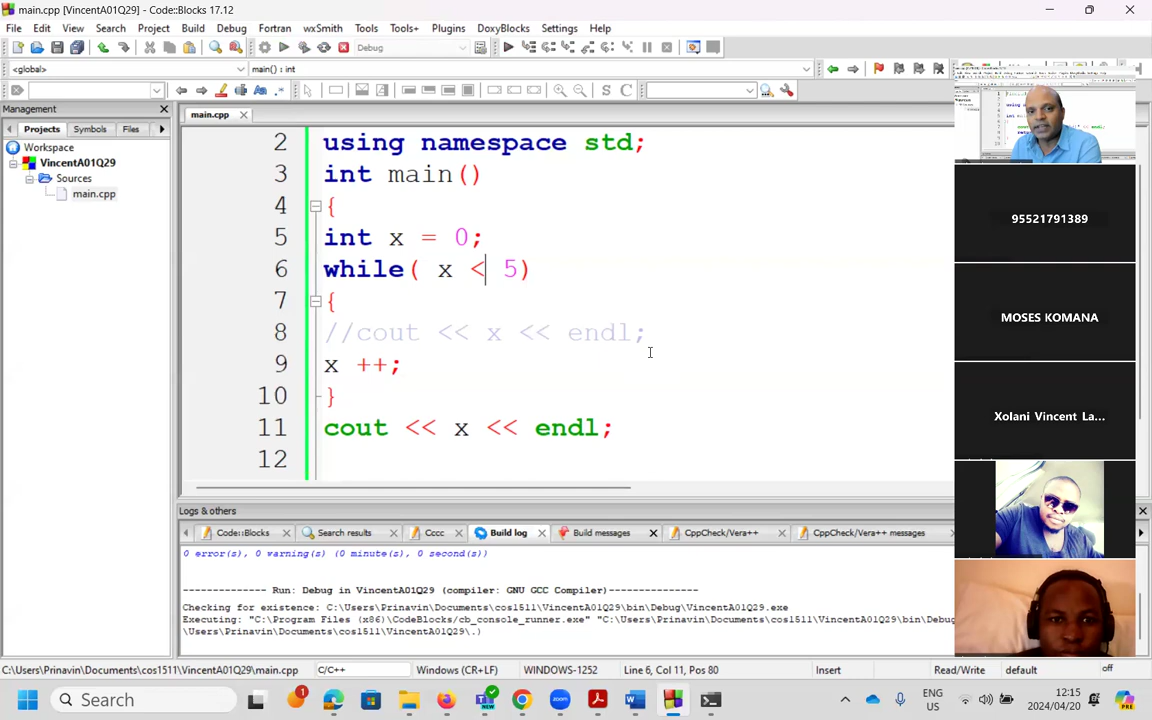 main.cpp [VincentA01Q29] - Code::Blocks 17.12
File Edit View Search Project Build Debug Fortran wxSmith Tools Tools+ Plugins DoxyBlocks Settings Help
Debug
<global>
main() : int
Aa
S C
Management
Projects Symbols Files
Workspace
VincentA01Q29
Sources
main.cpp
main.cpp
2 using namespace std;
3 int main()
4 {
5 int x = 0;
6 while( x < 5)
7 {
8 //cout << x << endl;
9 x ++;
10 }
11 cout << x << endl;
12
95521791389
MOSES KOMANA
Xolani Vincent La...
Logs & others
Code::Blocks Search results Cccc Build log Build messages CppCheck/Vera++ CppCheck/Vera++ messages
0 error(s), 0 warning(s) (0 minute(s), 0 second(s))
-------------- Run: Debug in VincentA01Q29 (compiler: GNU GCC Compiler)---------------
Checking for existence: C:\Users\Prinavin\Documents\cos1511\VincentA01Q29\bin\Debug\VincentA01Q29.exe
Executing: "C:\Program Files (x86)\CodeBlocks/cb_console_runner.exe" "C:\Users\Prinavin\Documents\cos1511\VincentA01Q29\bin\Debug
\Users\Prinavin\Documents\cos1511\VincentA01Q29\.)
C:\Users\Prinavin\Documents\cos1511\VincentA01Q29\main.cpp C/C++ Windows (CR+LF) WINDOWS-1252 Line 6, Col 11, Pos 80 Insert Read/Write default off
Search
1
ENG
US
12:15
2024/04/20
PRE